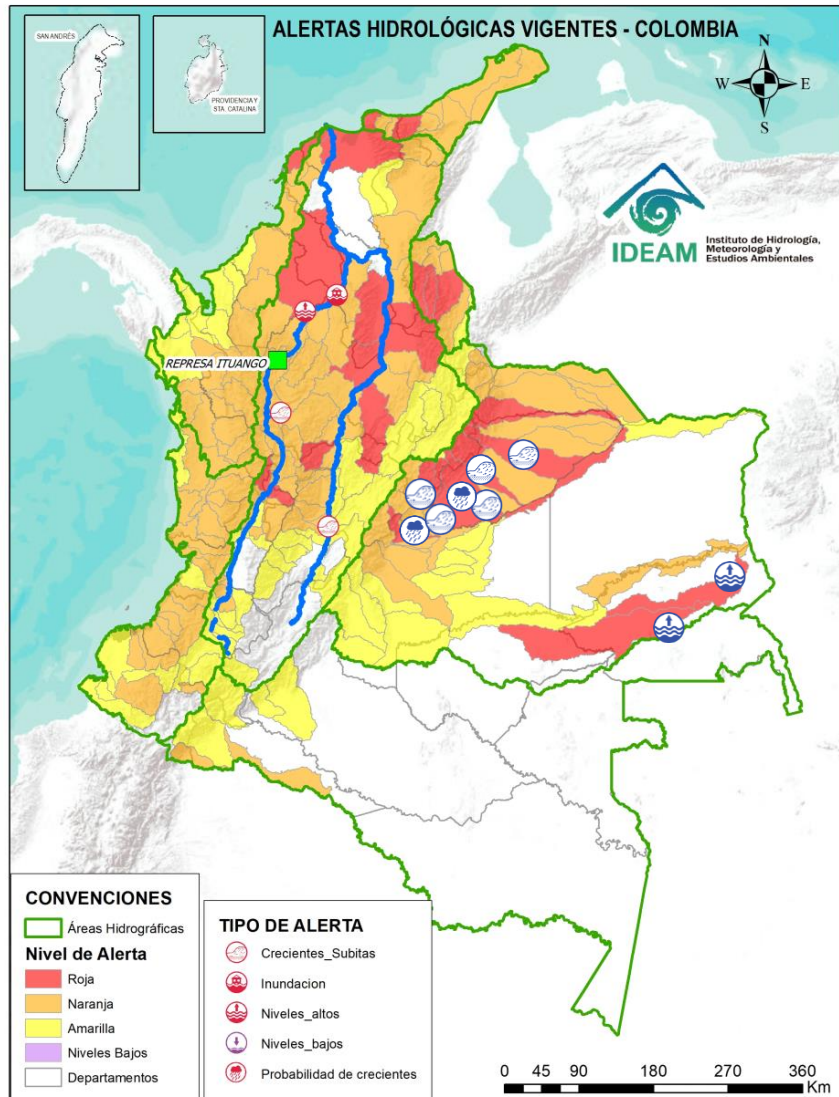 ALERTAS HIDROLÓGICAS VIGENTES - COLOMBIA
SAN ANDRÉS
PROVIDENCIA Y
STA. CATALINA
N
W
E
S
IDEAM
Instituto de Hidrología,
Meteorología y
Estudios Ambientales
REPRESA ITUANGO
CONVENCIONES
Áreas Hidrográficas
Nivel de Alerta
Roja
Naranja
Amarilla
Niveles Bajos
Departamentos
TIPO DE ALERTA
Crecientes_Subitas
Inundacion
Niveles_altos
Niveles_bajos
Probabilidad de crecientes
0 45 90 180 270 360
Km